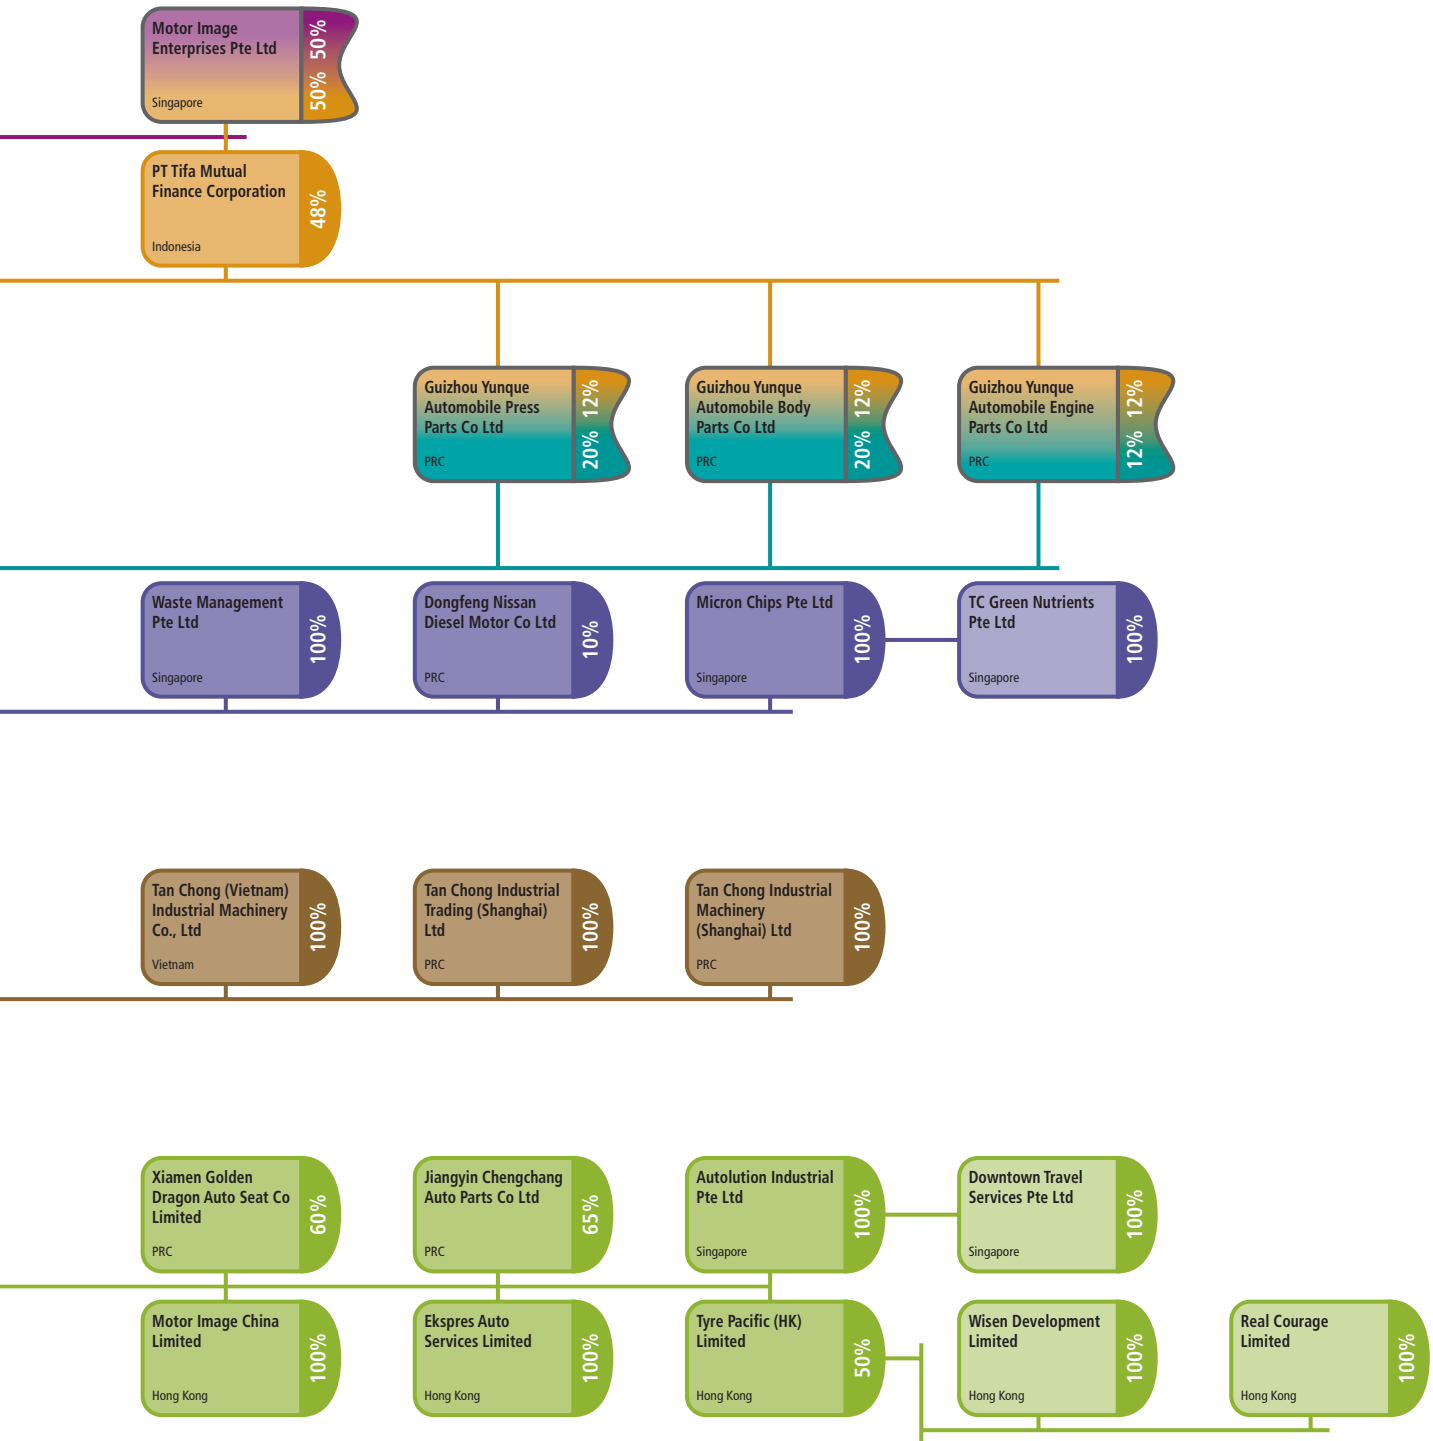 Motor Image
Enterprises Pte Ltd
Singapore
50% 50%
PT Tifa Mutual
Finance Corporation
Indonesia
48%
Guizhou Yunque
Automobile Press
Parts Co Ltd
PRC
20% 12%
Guizhou Yunque
Automobile Body
Parts Co Ltd
PRC
20% 12%
Guizhou Yunque
Automobile Engine
Parts Co Ltd
PRC
12% 12%
Waste Management
Pte Ltd
Singapore
100%
Dongfeng Nissan
Diesel Motor Co Ltd
PRC
10%
Micron Chips Pte Ltd
Singapore
100%
TC Green Nutrients
Pte Ltd
Singapore
100%
Tan Chong (Vietnam)
Industrial Machinery
Co., Ltd
Vietnam
100%
Tan Chong Industrial
Trading (Shanghai)
Ltd
PRC
100%
Tan Chong Industrial
Machinery
(Shanghai) Ltd
PRC
100%
Xiamen Golden
Dragon Auto Seat Co
Limited
PRC
60%
Jiangyin Chengchang
Auto Parts Co Ltd
PRC
65%
Autolution Industrial
Pte Ltd
Singapore
100%
Downtown Travel
Services Pte Ltd
Singapore
100%
Motor Image China
Limited
Hong Kong
100%
Ekspres Auto
Services Limited
Hong Kong
100%
Tyre Pacific (HK)
Limited
Hong Kong
50%
Wisen Development
Limited
Hong Kong
100%
Real Courage
Limited
Hong Kong
100%